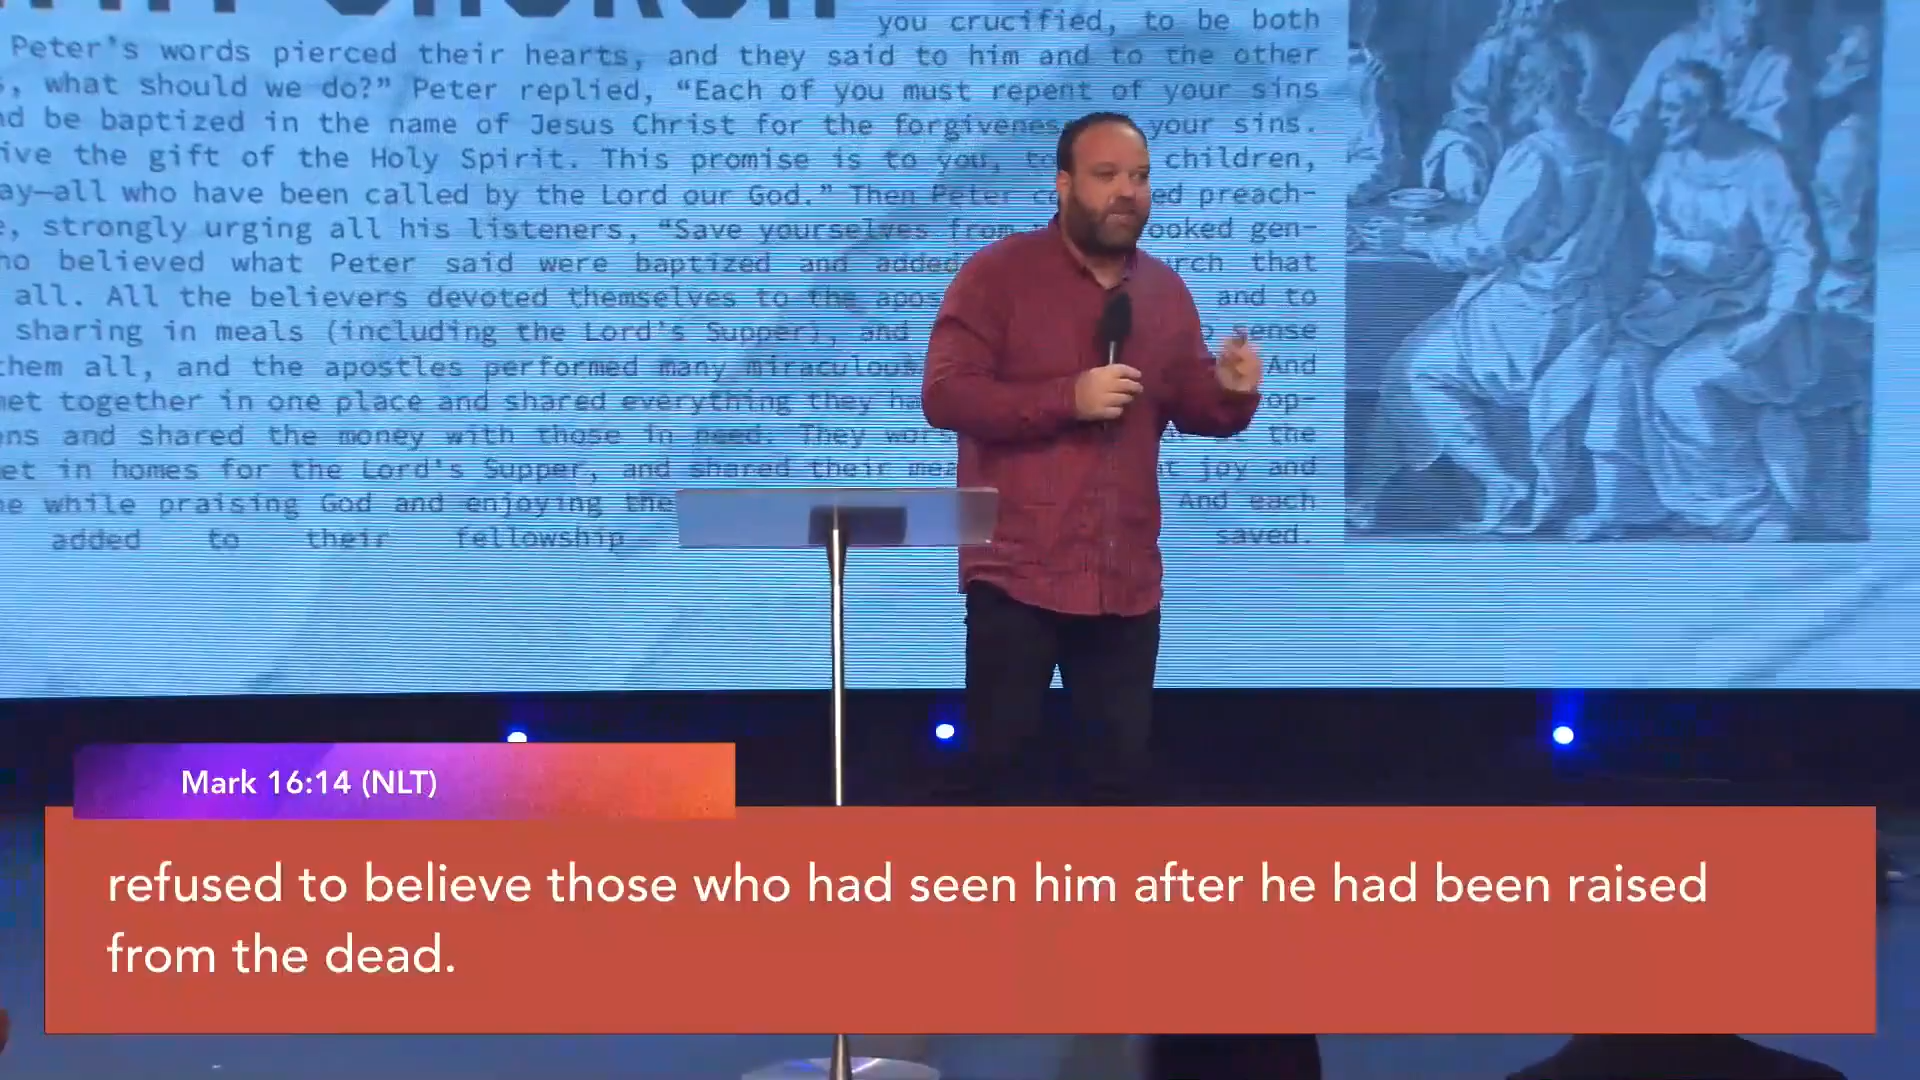 you crucified, to be both
Peter's words pierced their hearts, and they said to him and to the other
, what should we do?” Peter replied, “Each of you must repent of your sins
nd be baptized in the name of Jesus Christ for the forgiveness your sins.
ive the gift of the Holy Spirit. This promise is to you, children,
ay—all who have been called by the Lord our God.” Then Peter ed preach-
e, strongly urging all his listeners, “Save yourselves from ooked gen-
ho believed what Peter said were baptized and added rch that
all. All the believers devoted themselves to the apos and to
sharing in meals (including the Lord's Supper), and sense
them all, and the apostles performed many miraculous And
met together in one place and shared everything they ha op-
ns and shared the money with those in need. They wor the
et in homes for the Lord's Supper, and shared their mea t joy and
e while praising God and enjoying the And each
added to their fellowship saved.
Mark 16:14 (NLT)
refused to believe those who had seen him after he had been raised
from the dead.